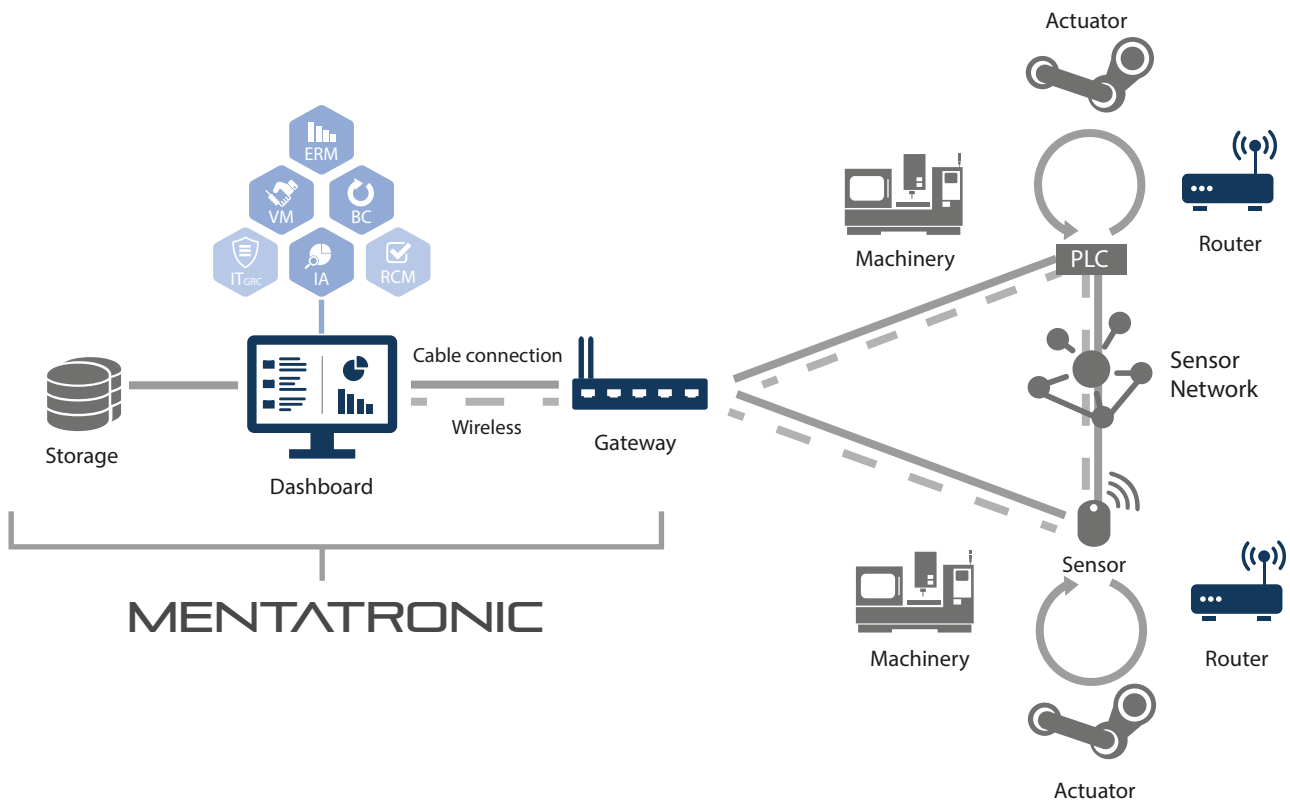 Actuator
ERM
VM
BC
ITGRC
IA
RCM
Machinery
Router
PLC
Cable connection
Wireless
Sensor
Network
Storage
Gateway
Dashboard
Sensor
MENTATRONIC
Machinery
Router
Actuator